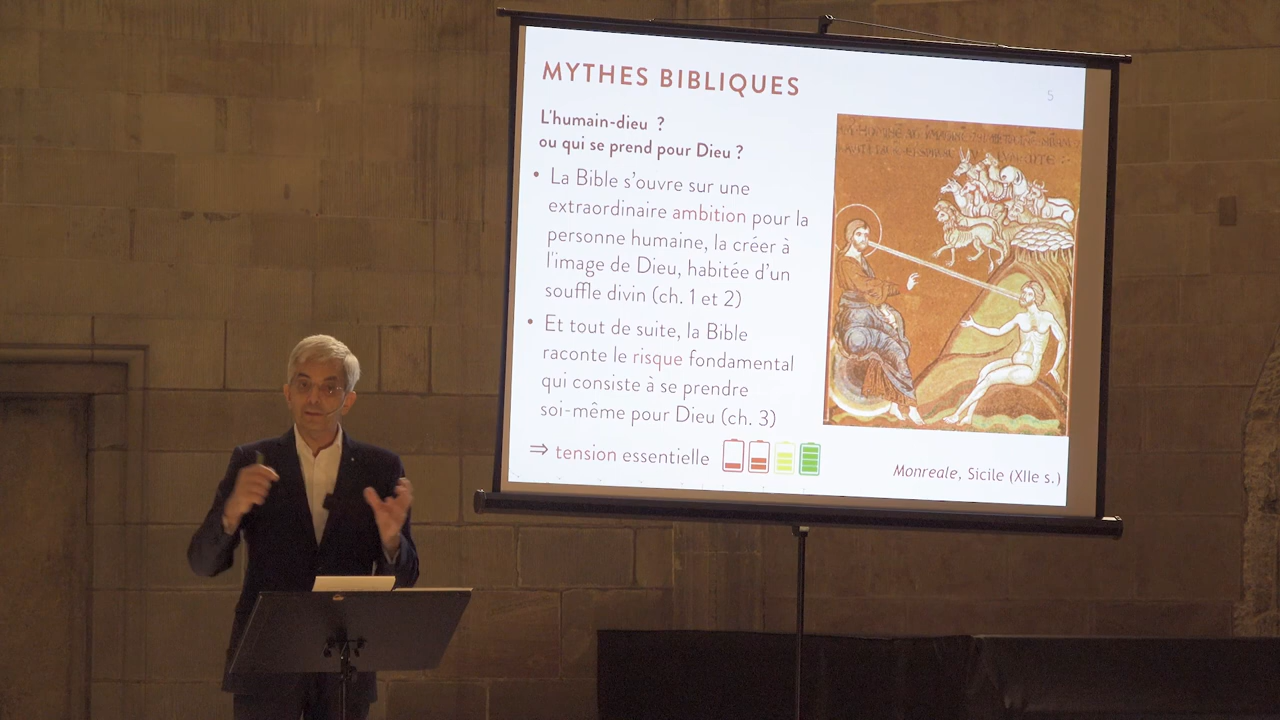 MYTHES BIBLIQUES
5
L'humain-dieu ?
ou qui se prend pour Dieu ?
• La Bible s'ouvre sur une
extraordinaire ambition pour la
personne humaine, la créer à
l'image de Dieu, habitée d'un
souffle divin (ch. 1 et 2)
• Et tout de suite, la Bible
raconte le risque fondamental
qui consiste à se prendre
soi-même pour Dieu (ch. 3)
⇒ tension essentielle
Monreale, Sicile (XIIe s.)